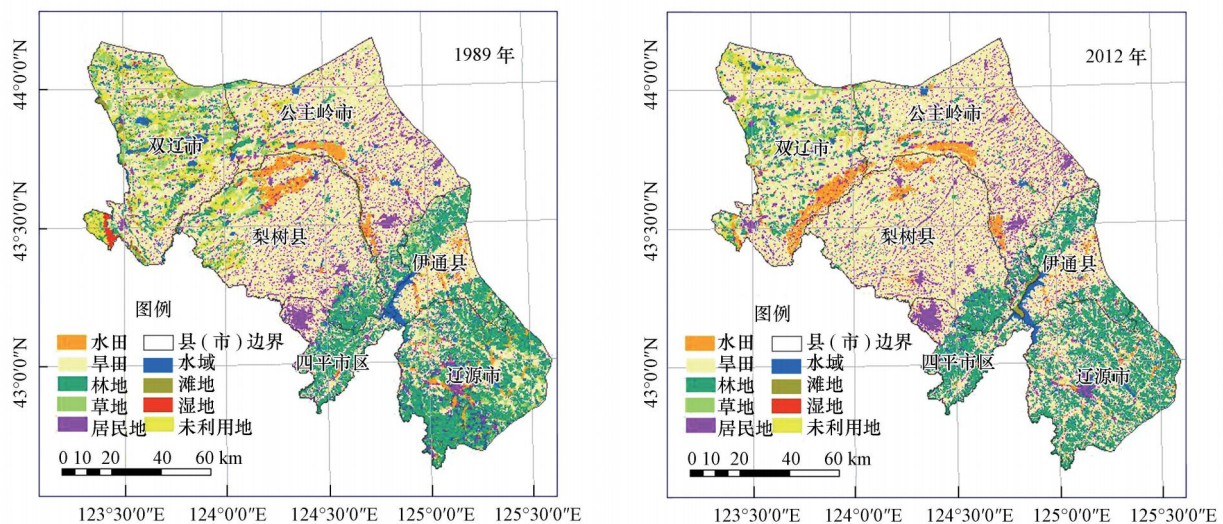 1989 年
44°0′0″N
43°30′0″N
43°0′0″N
公主岭市
双辽市
梨树县
伊通县
四平市区
辽源市
图例
水田 县(市)边界
旱田 水域
林地 滩地
草地 湿地
居民地 未利用地
0 10 20 40 60 km
123°30′0″E 124°0′0″E 124°30′0″E 125°0′0″E 125°30′0″E
2012 年
44°0′0″N
43°30′0″N
43°0′0″N
公主岭市
双辽市
梨树县
伊通县
四平市区
辽源市
图例
水田 县(市)边界
旱田 水域
林地 滩地
草地 湿地
居民地 未利用地
0 10 20 40 60 km
123°30′0″E 124°0′0″E 124°30′0″E 125°0′0″E 125°30′0″E